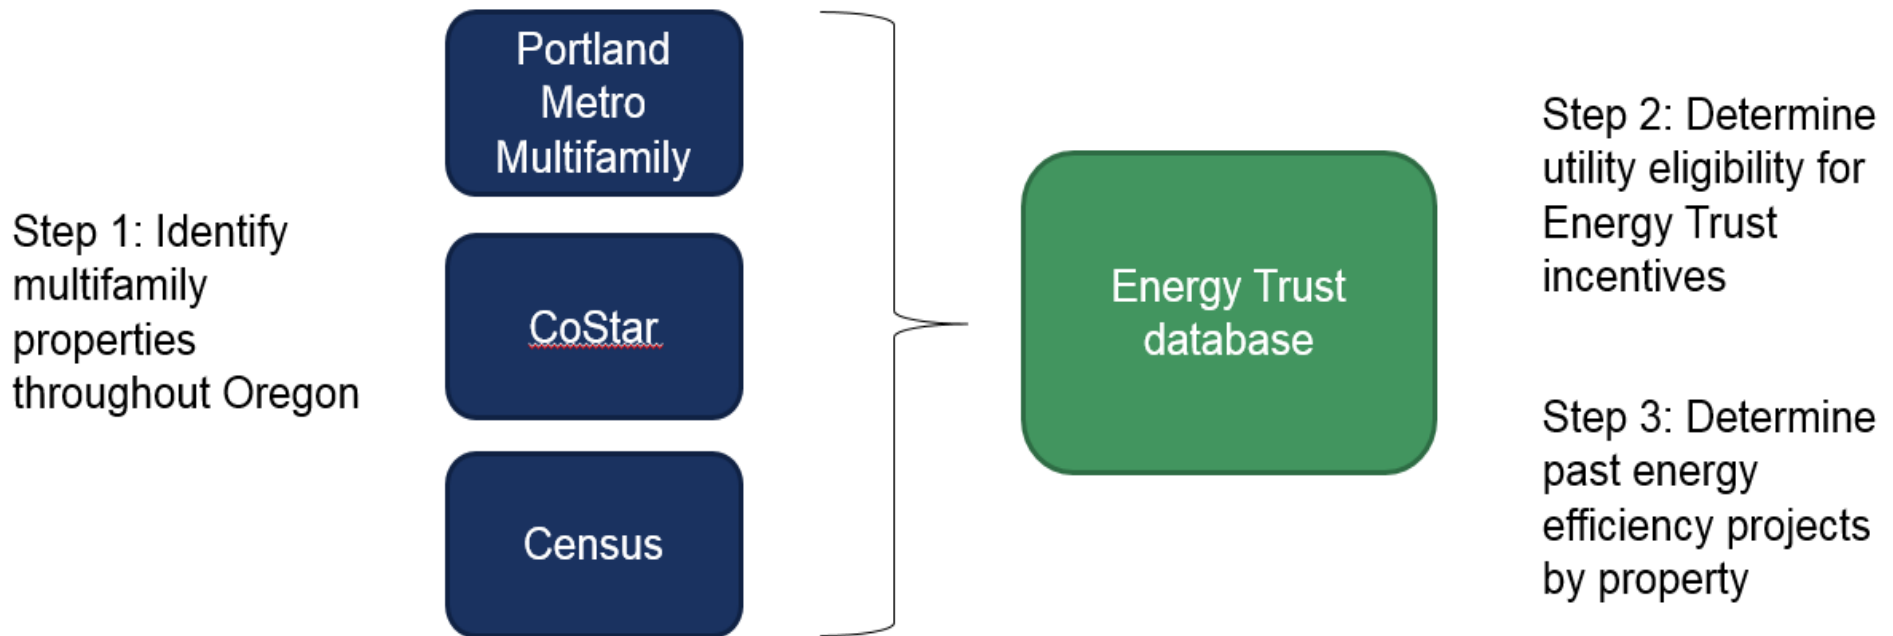 Step 1: Identify
multifamily
properties
throughout Oregon
Portland
Metro
Multifamily
CoStar
Census
Energy Trust
database
Step 2: Determine
utility eligibility for
Energy Trust
incentives
Step 3: Determine
past energy
efficiency projects
by property